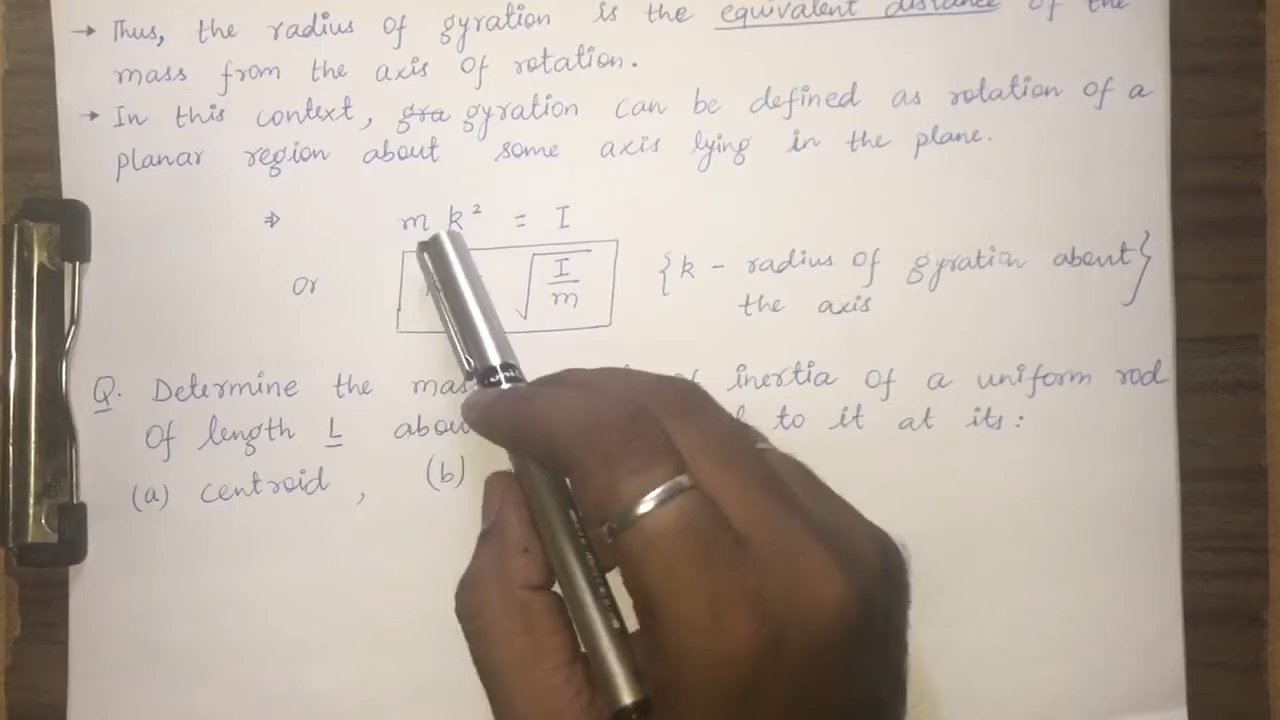 → Thus, the radius of gyration is the equivalent distance of the
mass from the axis of rotation.
→ In this context, gra gyration can be defined as rotation of a
planar region about some axis lying in the plane.
⇒ m k² = I
or √(I/m) {k - radius of gyration about
the axis}
Q. Determine the mas inertia of a uniform rod
of length L abou to it at its:
(a) centroid , (b)